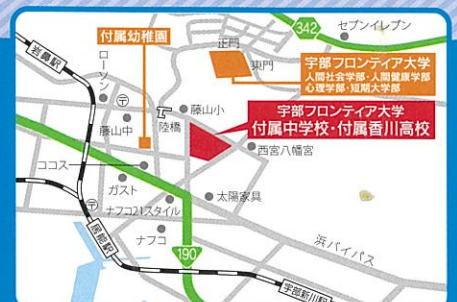 342
セブンイレブン
正門
東門
付属幼稚園
岩鼻駅
ローソン
宇部フロンティア大学
人間社会学部・人間健康学部
心理学部・短期大学部
藤山小
宇部フロンティア大学
付属中学校・付属香川高校
陸橋
藤山中
西宮八幡宮
ココス
ガスト
太陽家具
ナフコ21スタイル
居能駅
ナフコ
浜バイパス
190
宇部新川駅